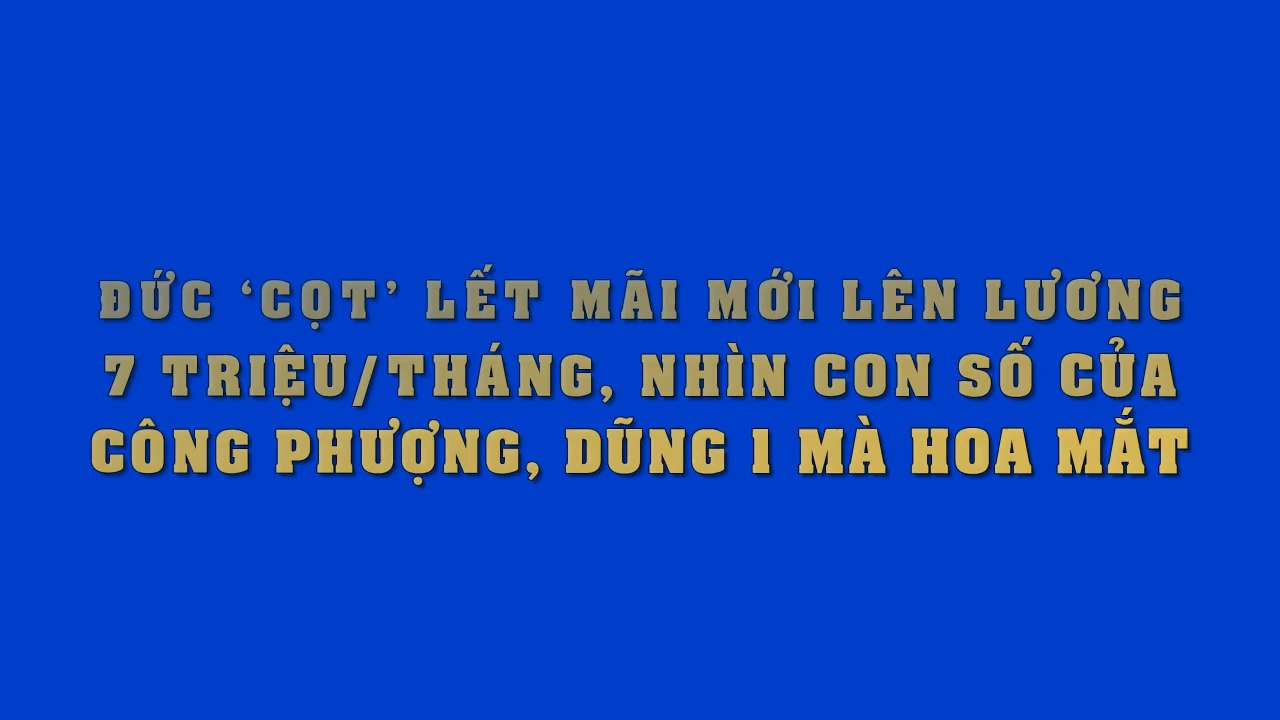 ĐỨC ‘CỌT’ LẾT MÃI MỚI LÊN LƯƠNG
7 TRIỆU/THÁNG, NHÌN CON SỐ CỦA
CÔNG PHƯỢNG, DŨNG 1 MÀ HOA MẮT